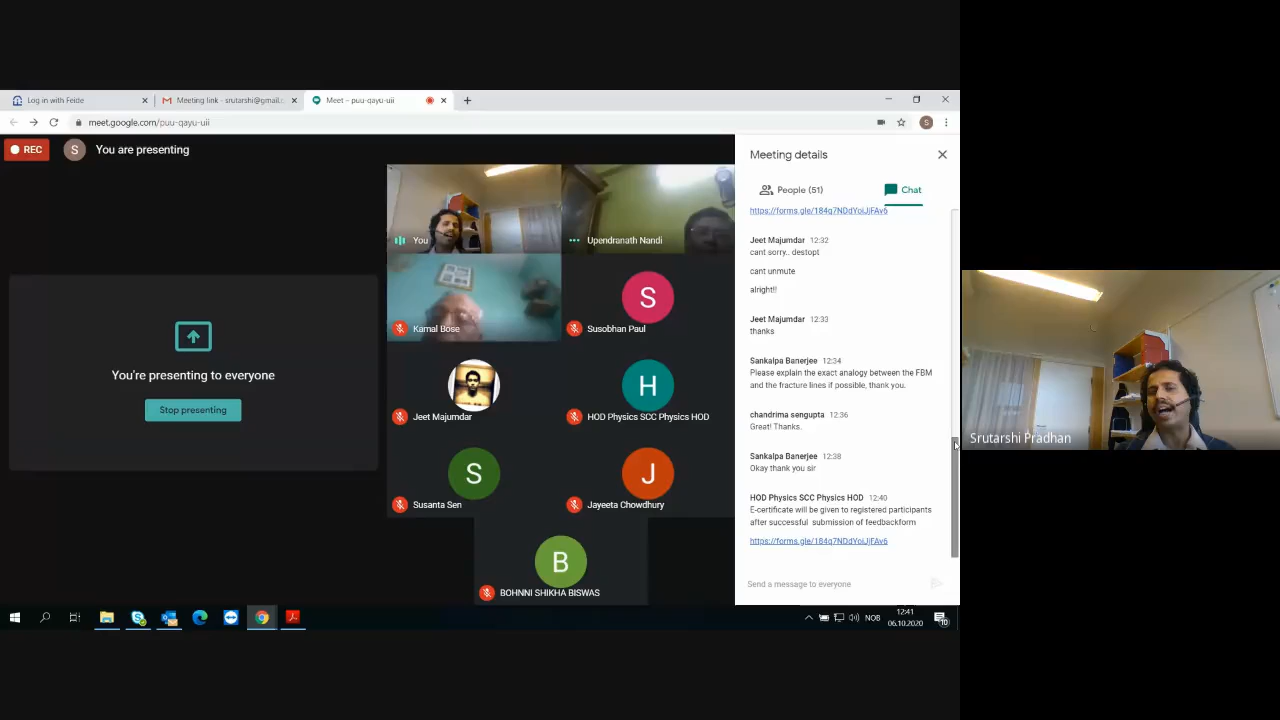 Log in with Feide
Meeting link - srutarshi@gmail.c
Meet – puu-qayu-uii
meet.google.com/puu-qayu-uii
S
REC
S
You are presenting
You're presenting to everyone
Stop presenting
You
Upendranath Nandi
Kamal Bose
S
Susobhan Paul
Jeet Majumdar
H
HOD Physics SCC Physics HOD
S
Susanta Sen
J
Jayeeta Chowdhury
B
BOHNNI SHIKHA BISWAS
Meeting details
People (51)
Chat
https://forms.gle/184q7NDdYoiJjFAv6
Jeet Majumdar 12:32
cant sorry.. destopt
cant unmute
alright!!
Jeet Majumdar 12:33
thanks
Sankalpa Banerjee 12:34
Please explain the exact analogy between the FBM
and the fracture lines if possible, thank you.
chandrima sengupta 12:36
Great! Thanks.
Sankalpa Banerjee 12:38
Okay thank you sir
HOD Physics SCC Physics HOD 12:40
E-certificate will be given to registered participants
after successful submission of feedbackform
https://forms.gle/184q7NDdYoiJjFAv6
Send a message to everyone
Srutarshi Pradhan
NOB
12:41
06.10.2020
10